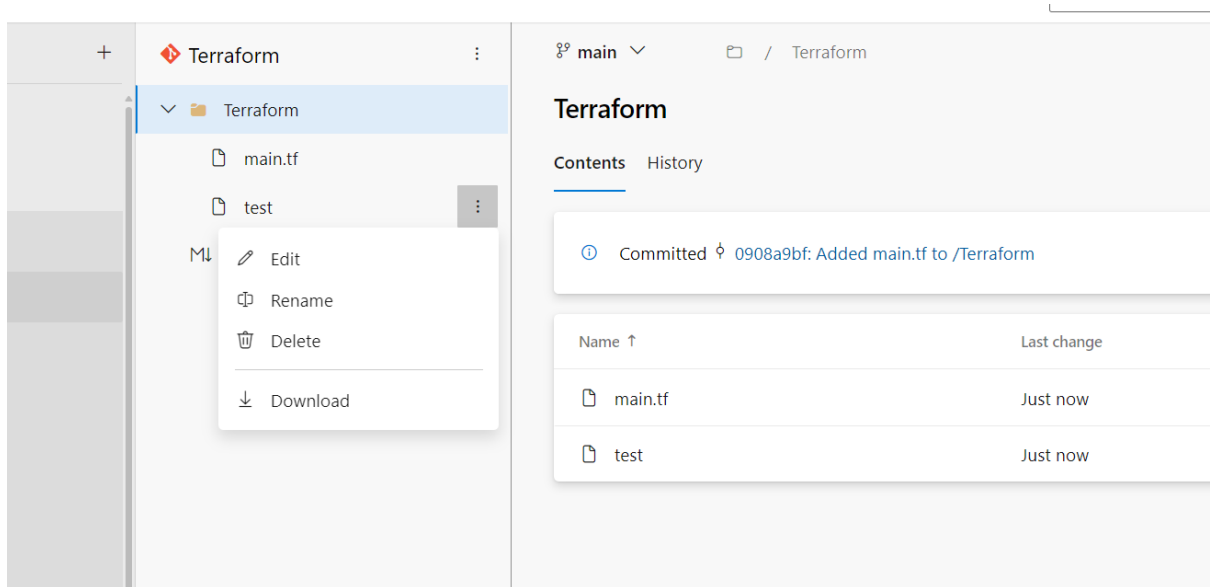 Terraform
main
/ Terraform
Terraform
Terraform
main.tf
Contents History
test
M↓
Edit
Rename
Delete
Download
Committed 0908a9bf: Added main.tf to /Terraform
Name ↑ Last change
main.tf Just now
test Just now